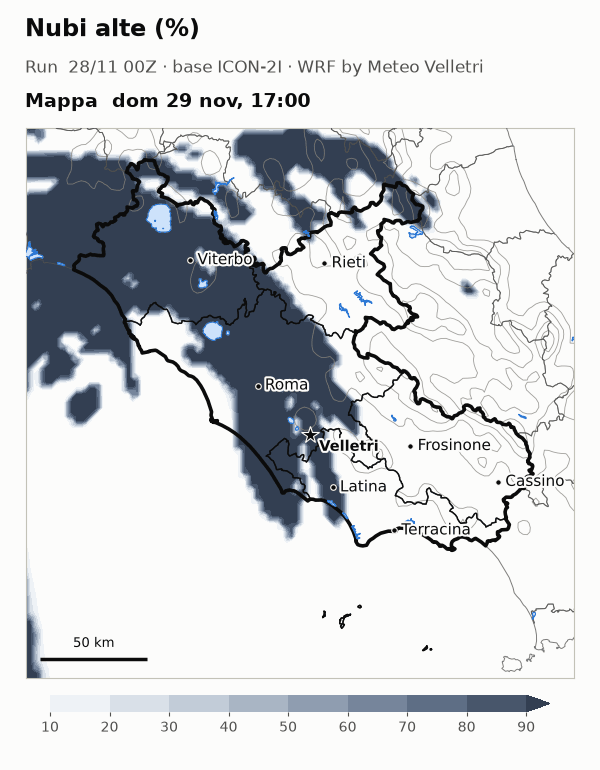 Nubi alte (%)
Run  28/11 00Z · base ICON-2I · WRF by Meteo Velletri
Mappa  dom 29 nov, 17:00
Viterbo
Rieti
Roma
Velletri
Frosinone
Latina
Cassino
Terracina
50 km
10 20 30 40 50 60 70 80 90